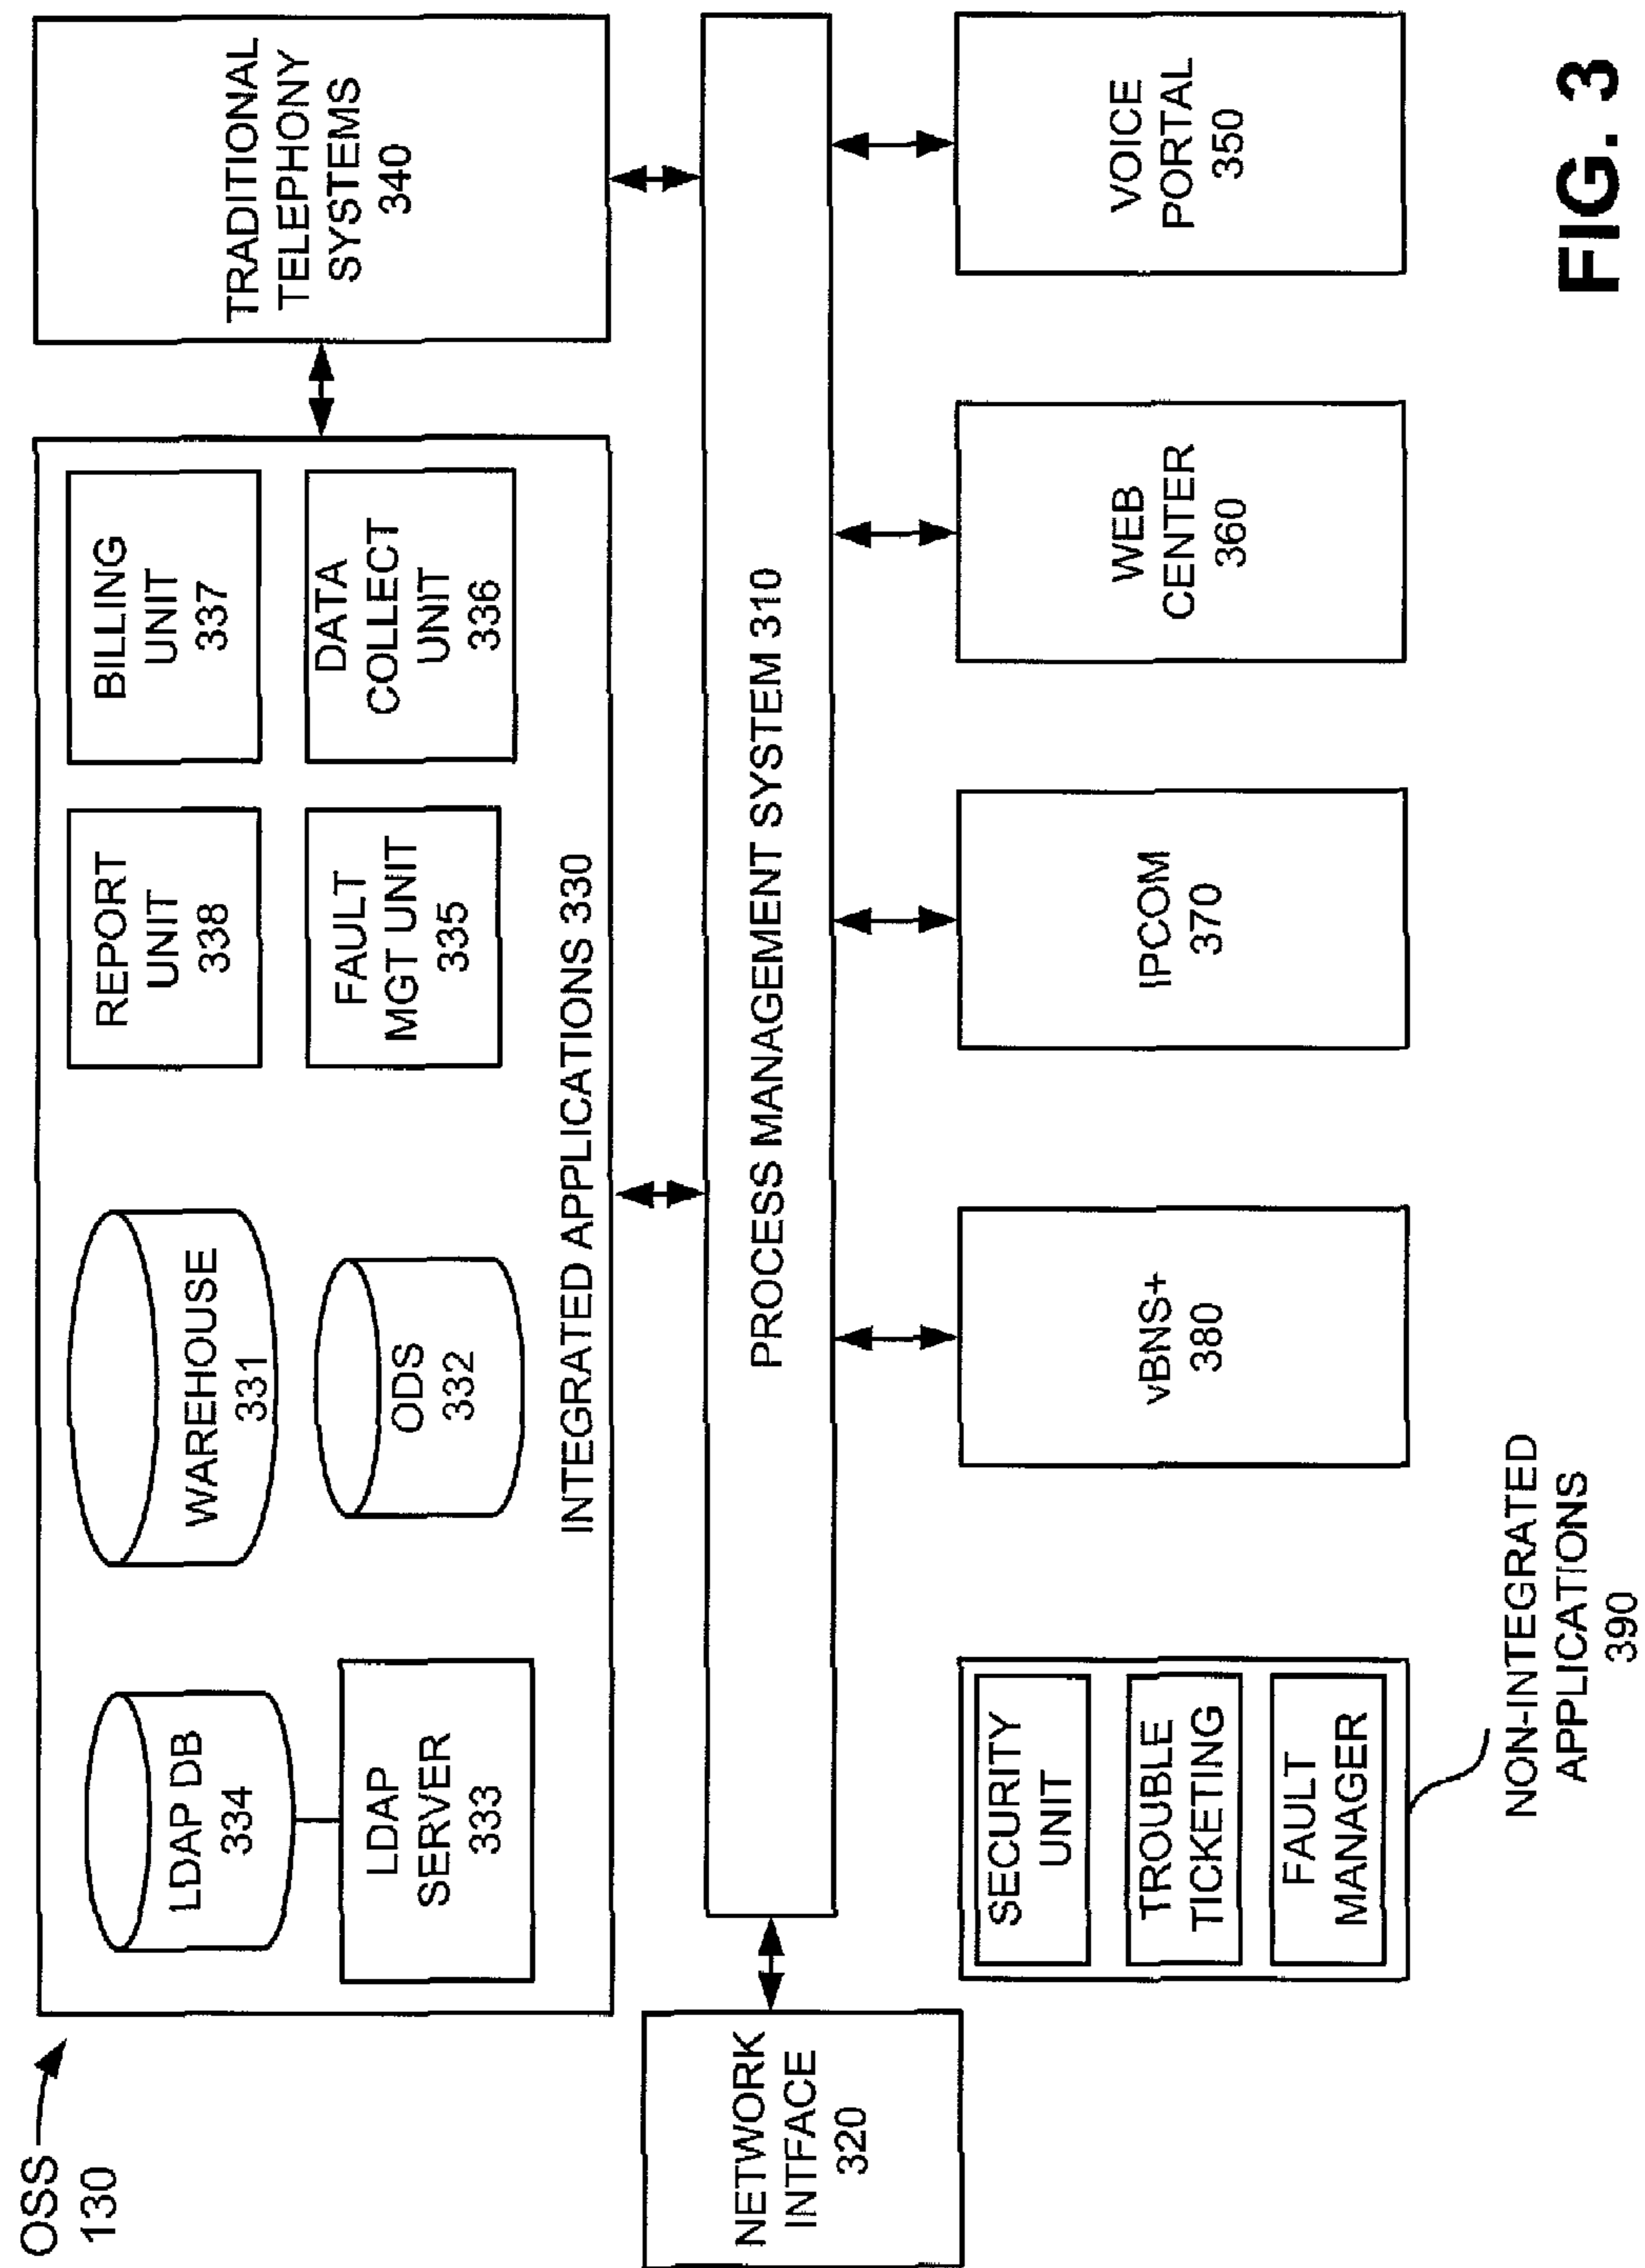 OSS
130
LDAP DB
334
LDAP
SERVER
333
WAREHOUSE
331
ODS
332
REPORT
UNIT
338
BILLING
UNIT
337
FAULT
MGT UNIT
335
DATA
COLLECT
UNIT
336
INTEGRATED APPLICATIONS 330
TRADITIONAL
TELEPHONY
SYSTEMS
340
NETWORK
INTFACE
320
PROCESS MANAGEMENT SYSTEM 310
SECURITY
UNIT
TROUBLE
TICKETING
FAULT
MANAGER
NON-INTEGRATED
APPLICATIONS
390
vBNS+
380
IPCOM
370
WEB
CENTER
360
VOICE
PORTAL
350
FIG. 3